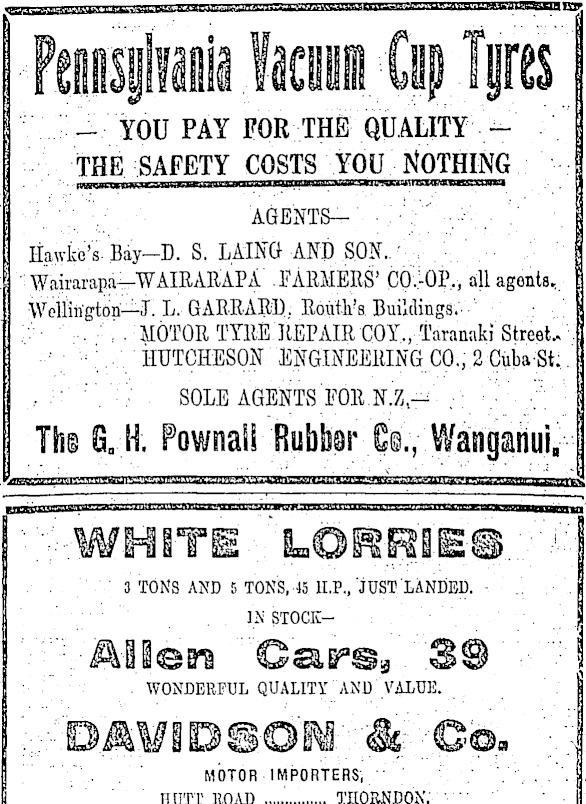 Pennsylvania Vacuum Cup Tyres
— YOU PAY FOR THE QUALITY —
THE SAFETY COSTS YOU NOTHING
AGENTS—
Hawke's Bay—D. S. LAING AND SON.
Wairarapa—WAIRARAPA FARMERS' CO.-OP., all agents.
Wellington—J. L. GARRARD, Routh's Buildings.
MOTOR TYRE REPAIR COY., Taranaki Street.
HUTCHESON ENGINEERING CO., 2 Cuba St.
SOLE AGENTS FOR N.Z.—
The G. H. Pownall Rubber Co., Wanganui.
WHITE LORRIES
3 TONS AND 5 TONS, 45 H.P., JUST LANDED.
IN STOCK—
Allen Cars, 39
WONDERFUL QUALITY AND VALUE.
DAVIDSON & Co.
MOTOR IMPORTERS,
HUTT ROAD ............... THORNDON.